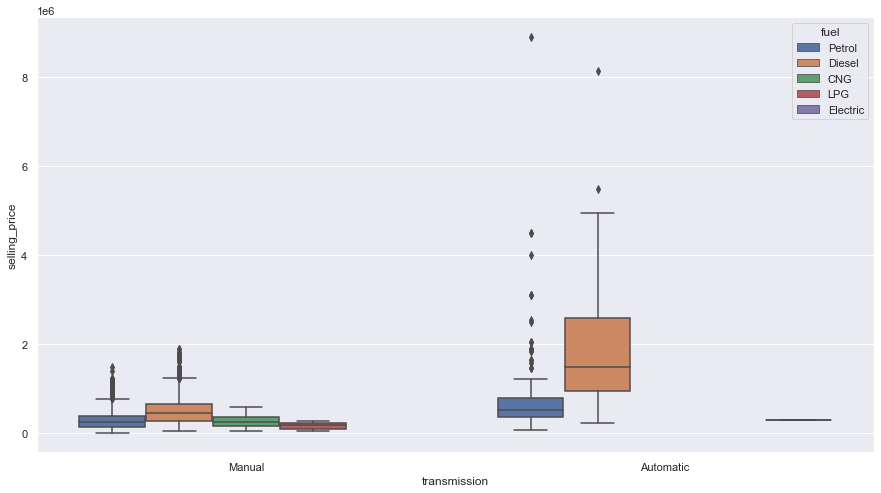 1e6
8
6
4
2
0
selling_price
Manual
Automatic
transmission
fuel
Petrol
Diesel
CNG
LPG
Electric